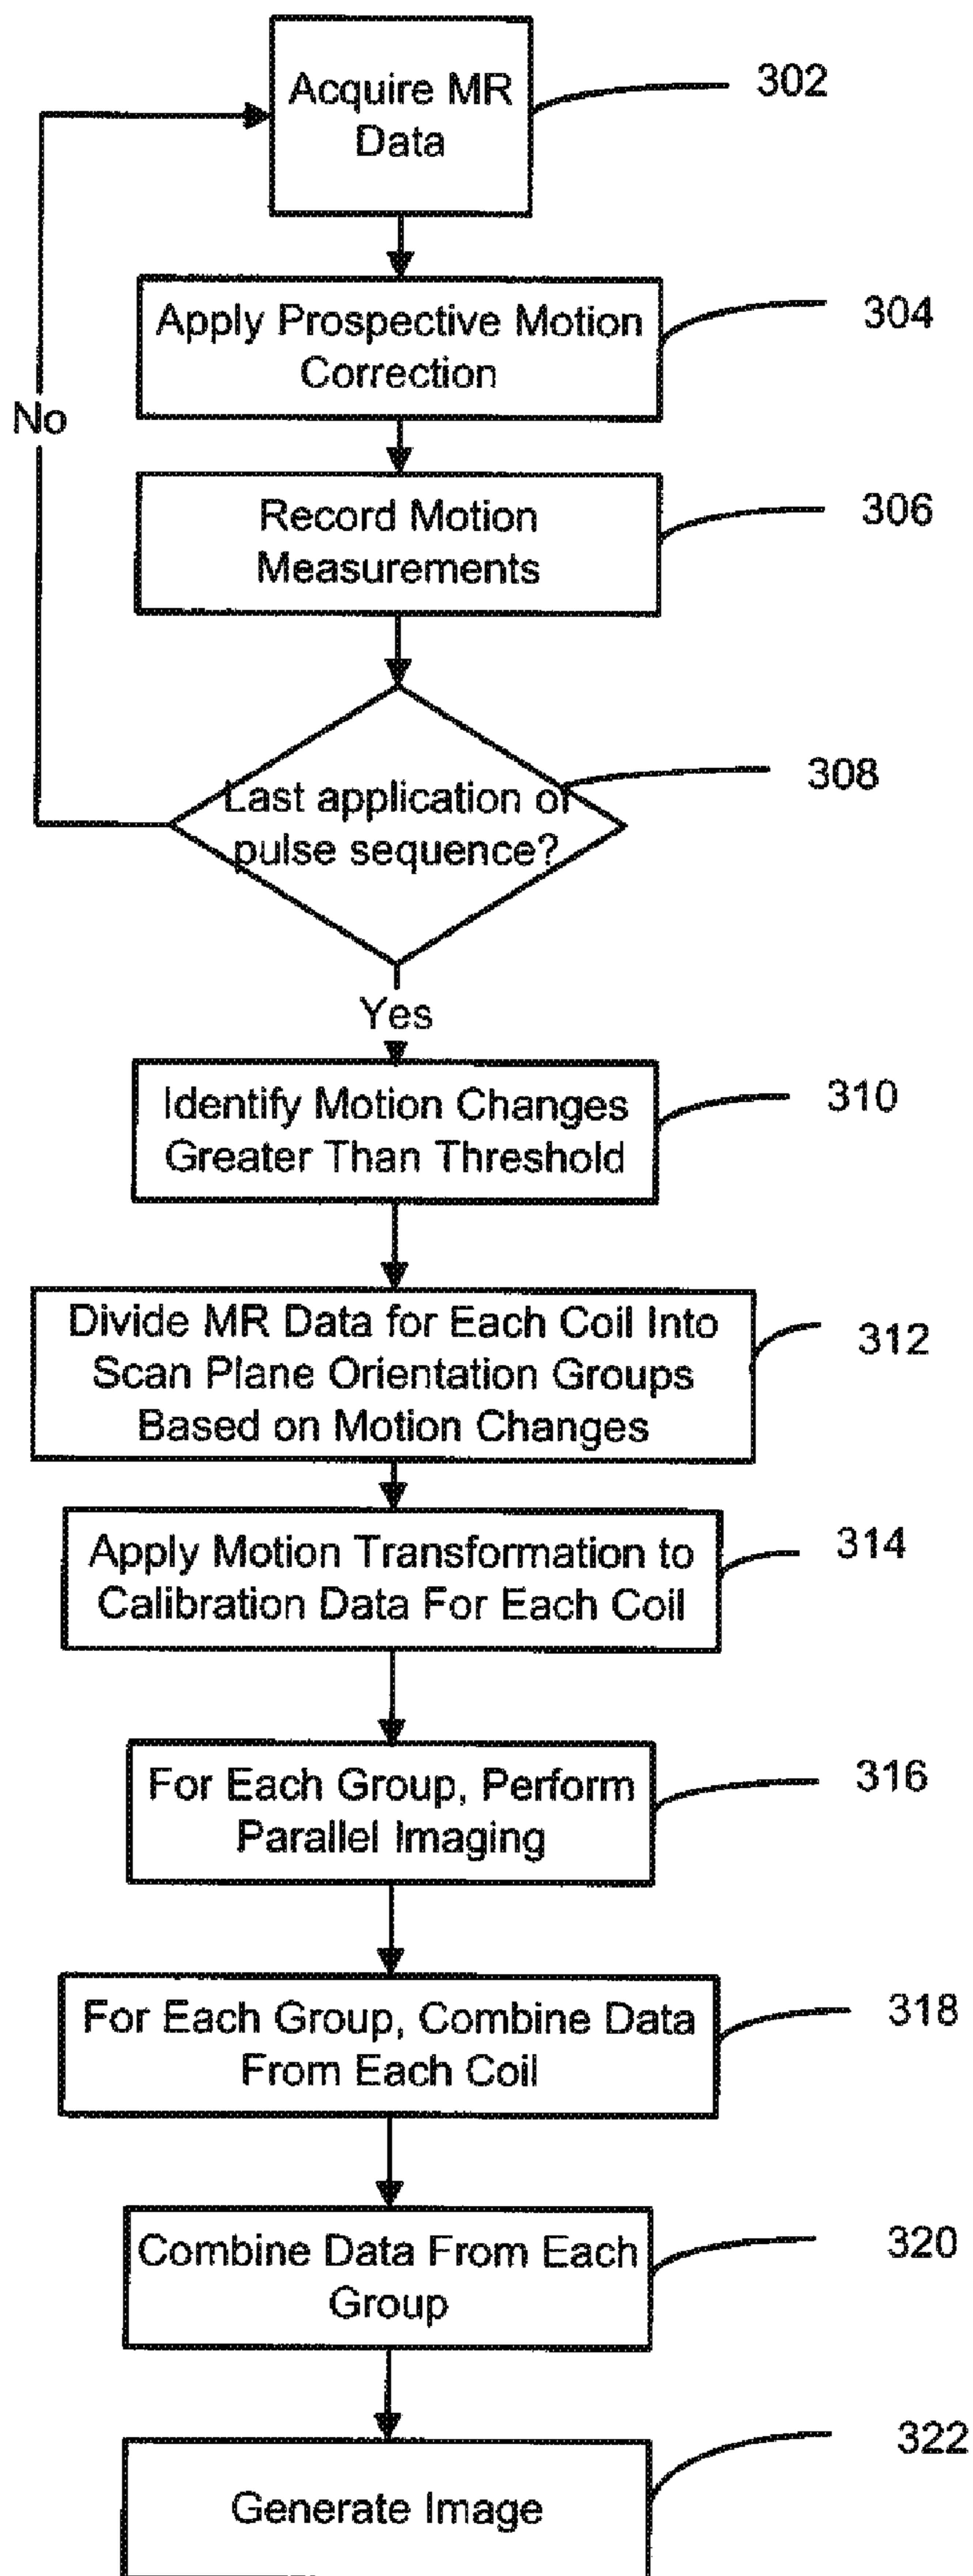 Acquire MR
Data
302
Apply Prospective Motion
Correction
304
No
Record Motion
Measurements
306
Last application of
pulse sequence?
308
Yes
Identify Motion Changes
Greater Than Threshold
310
Divide MR Data for Each Coil Into
Scan Plane Orientation Groups
Based on Motion Changes
312
Apply Motion Transformation to
Calibration Data For Each Coil
314
For Each Group, Perform
Parallel Imaging
316
For Each Group, Combine Data
From Each Coil
318
Combine Data From Each
Group
320
Generate Image
322